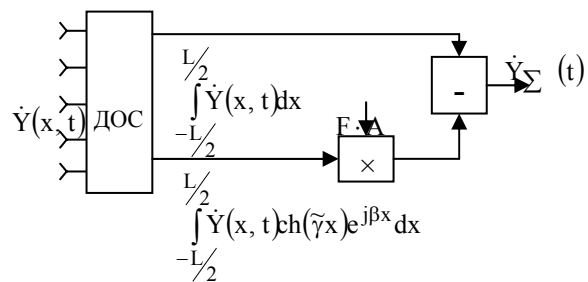 Ẏ(x, t)
ДОС
∫_{-L/2}^{L/2} Ẏ(x, t)dx
F · A
×
-
Ẏ_Σ (t)
∫_{-L/2}^{L/2} Ẏ(x, t)ch(γ̃x)e^{jβx}dx